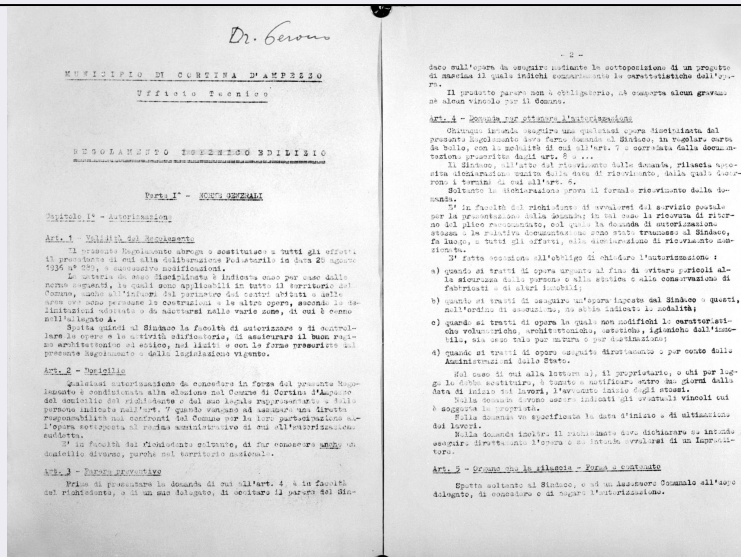 MUNICIPIO DI CORTINA D'AMPEZZO
Ufficio Tecnico
REGOLAMENTO IGIENICO EDILIZIO
Parte I° - NORME GENERALI
Capitolo I° - Autorizzazione
Art. 1 - Validità del Regolamento
Il presente Regolamento abroga e sostituisce a tutti gli effetti
il precedente di cui alla deliberazione Podestarile in data 28 agosto
1936 n° 289, e successive modificazioni.
La materia da esso disciplinata è indicata caso per caso dalle
norme seguenti, le quali sono applicabili in tutto il territorio del
Comune, anche all'infuori del perimetro dei centri abitati e delle
aree ove sono permesse le costruzioni e le altre opere, secondo le de-
limitazioni adottate o da adottarsi nelle varie zone, di cui è cenno
nell'allegato A.
Spetta quindi al Sindaco la facoltà di autorizzare e di control-
lare le opere e le attività edificatorie, di assicurare il buon regi-
me architettonico ed igienico, nei limiti e con le forme prescritte dal
presente Regolamento e dalla legislazione vigente.
Art. 2 - Domicilio
Qualsiasi autorizzazione da concedere in forza del presente Rego-
lamento è condizionata alla elezione nel Comune di Cortina d'Ampezzo
del domicilio del richiedente e del suo legale rappresentante e delle
persone indicate nell'art. 7 quando vengano ad assumere una diretta
responsabilità nei confronti del Comune per la loro partecipazione al-
l'opera sottoposta al regime amministrativo di cui all'autorizzazione
suddetta.
E' in facoltà del richiedente soltanto, di far conoscere anche un
domicilio diverso, purchè nel territorio nazionale.
Art. 3 - Parere preventivo
Prima di presentare la domanda di cui all'art. 4, è in facoltà
del richiedente, o di un suo delegato, di eccitare il parere del Sin-
- 2 -
daco sull'opera da eseguire mediante la sottoposizione di un progetto
di massima il quale indichi sommariamente le caratteristiche dell'ope-
ra.
Il predetto parere non è obbligatorio, nè comporta alcun gravame
nè alcun vincolo per il Comune.
Art. 4 - Domanda per ottenere l'autorizzazione
Chiunque intenda eseguire una qualsiasi opera disciplinata dal
presente Regolamento deve farne domanda al Sindaco, in regolare carta
da bollo, con le modalità di cui all'art. 7 e corredata dalla documen-
tazione prescritta dagli art. 8 e ...
Il Sindaco, all'atto del ricevimento della domanda, rilascia appo-
sita dichiarazione munita della data di ricevimento, dalla quale decor-
rono i termini di cui all'art. 6.
Soltanto la dichiarazione prova il formale ricevimento della do-
manda.
E' in facoltà del richiedente di avvalersi del servizio postale
per la presentazione della domanda; in tal caso la ricevuta di ritor-
no del plico raccomandato, col quale la domanda di autorizzazione
stessa e la relativa documentazione sono state trasmesse al Sindaco,
fa luogo, a tutti gli effetti, alla dichiarazione di ricevimento men-
zionata.
E' fatta eccezione all'obbligo di chiedere l'autorizzazione :
a) quando si tratti di opere urgenti al fine di evitare pericoli al-
la sicurezza delle persone o alla statica e alla conservazione di
fabbricati e di altri immobili;
b) quanto si tratti di eseguire un'opera imposta dal Sindaco e questi,
nell'ordine di esecuzione, ne abbia indicato le modalità;
c) quando si tratti di opera la quale non modifichi le caratteristi-
che volumetriche, architettoniche, estetiche, igieniche dell'immo-
bile, sia esso tale per natura o per destinazione;
d) quando si tratti di opere eseguite direttamente o per conto delle
Amministrazioni dello Stato.
Nel caso di cui alla lettera a), il proprietario, o chi per leg-
ge lo debba sostituire, è tenuto a notificare entro due giorni dalla
data di inizio dei lavori, l'avvenuto inizio degli stessi.
Nella domanda devono essere indicati gli eventuali vincoli cui
è soggetta la proprietà.
Nella domanda va specificata la data d'inizio e di ultimazione
dei lavori.
Nella domanda inoltre il richiedente deve dichiarare se intende
eseguire direttamente l'opera o se intenda avvalersi di un Imprendi-
tore.
Art. 5 - Organo che la rilascia - Forma e contenuto
Spetta soltanto al Sindaco, o ad un Assessore Comunale all'uopo
delegato, di concedere o di negare l'autorizzazione.